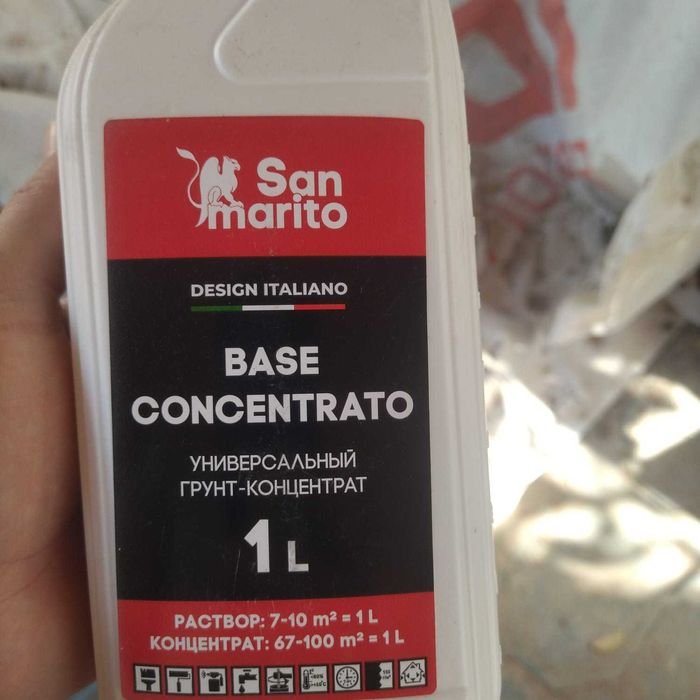 San
marito
DESIGN ITALIANO
BASE
CONCENTRATO
УНИВЕРСАЛЬНЫЙ
ГРУНТ-КОНЦЕНТРАТ
1 L
РАСТВОР: 7-10 m² = 1 L
КОНЦЕНТРАТ: 67-100 m² = 1 L